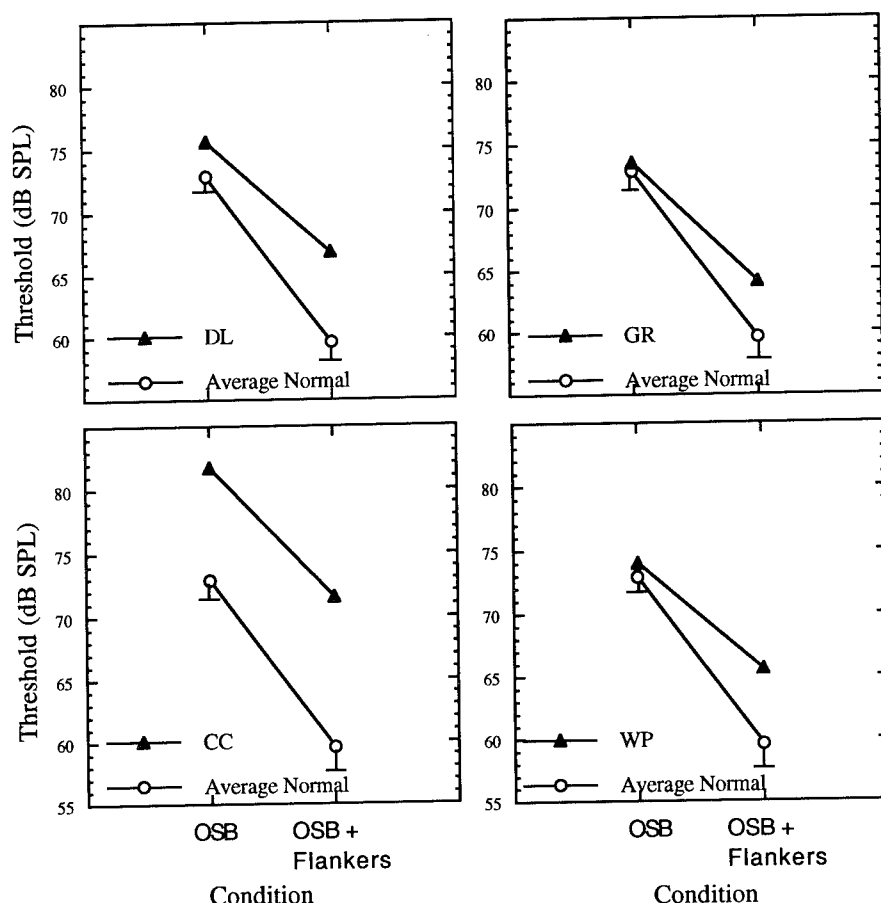 Threshold (dB SPL)
80
75
70
65
60
DL
Average Normal
80
75
70
65
60
GR
Average Normal
Threshold (dB SPL)
80
75
70
65
60
55
CC
Average Normal
OSB
OSB +
Flankers
Condition
80
75
70
65
60
55
WP
Average Normal
OSB
OSB +
Flankers
Condition